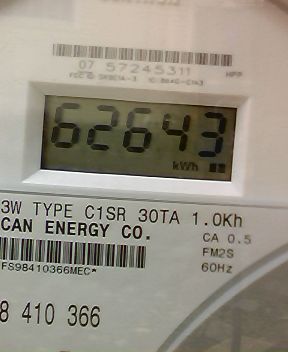 07 57245311 HPP
62643
kWh
3W TYPE C1SR 30TA 1.0Kh
CAN ENERGY CO. CA 0.5
FM2S
FS98410366MEC* 60Hz
8 410 366